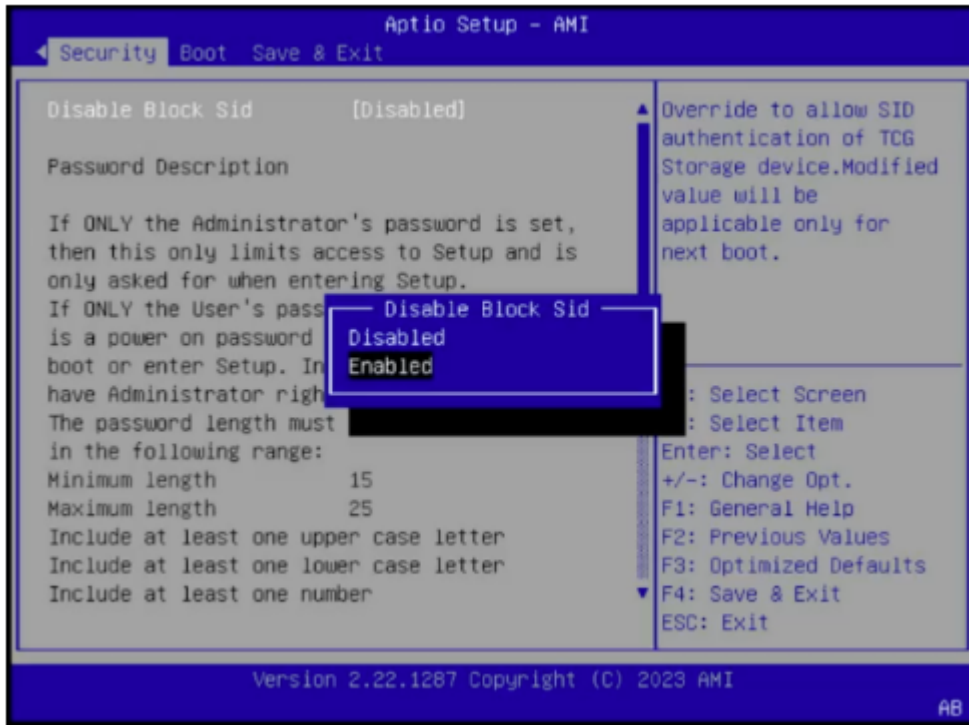 Aptio Setup - AMI
Security Boot Save & Exit
Disable Block Sid [Disabled]
Password Description
If ONLY the Administrator's password is set,
then this only limits access to Setup and is
only asked for when entering Setup.
If ONLY the User's pass
is a power on password
boot or enter Setup. In
have Administrator righ
The password length must
in the following range:
Minimum length 15
Maximum length 25
Include at least one upper case letter
Include at least one lower case letter
Include at least one number
Disable Block Sid
Disabled
Enabled
Override to allow SID
authentication of TCG
Storage device.Modified
value will be
applicable only for
next boot.
: Select Screen
: Select Item
Enter: Select
+/-: Change Opt.
F1: General Help
F2: Previous Values
F3: Optimized Defaults
F4: Save & Exit
ESC: Exit
Version 2.22.1287 Copyright (C) 2023 AMI
AB